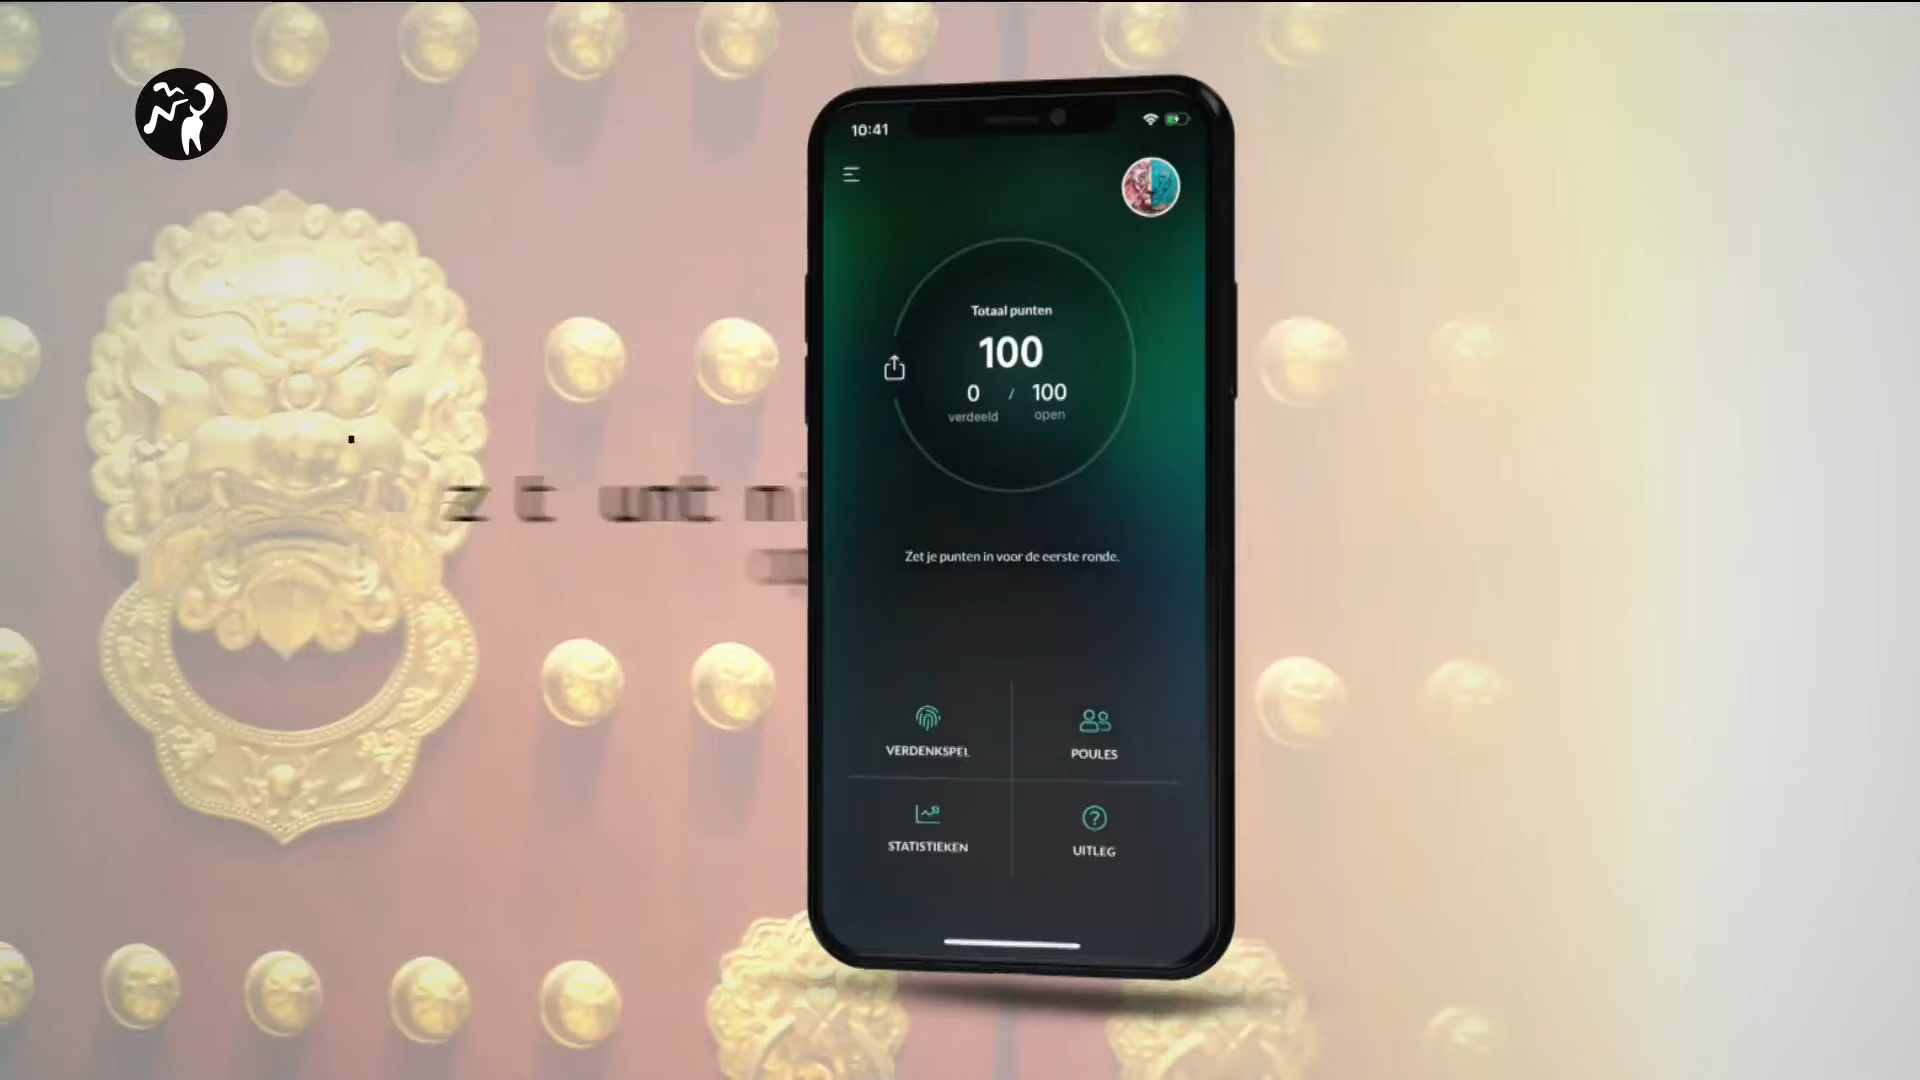 10:41
Totaal punten
100
0 / 100
verdeeld open
Zet je punten in voor de eerste ronde.
VERDENKSPEL POULES
STATISTIEKEN UITLEG